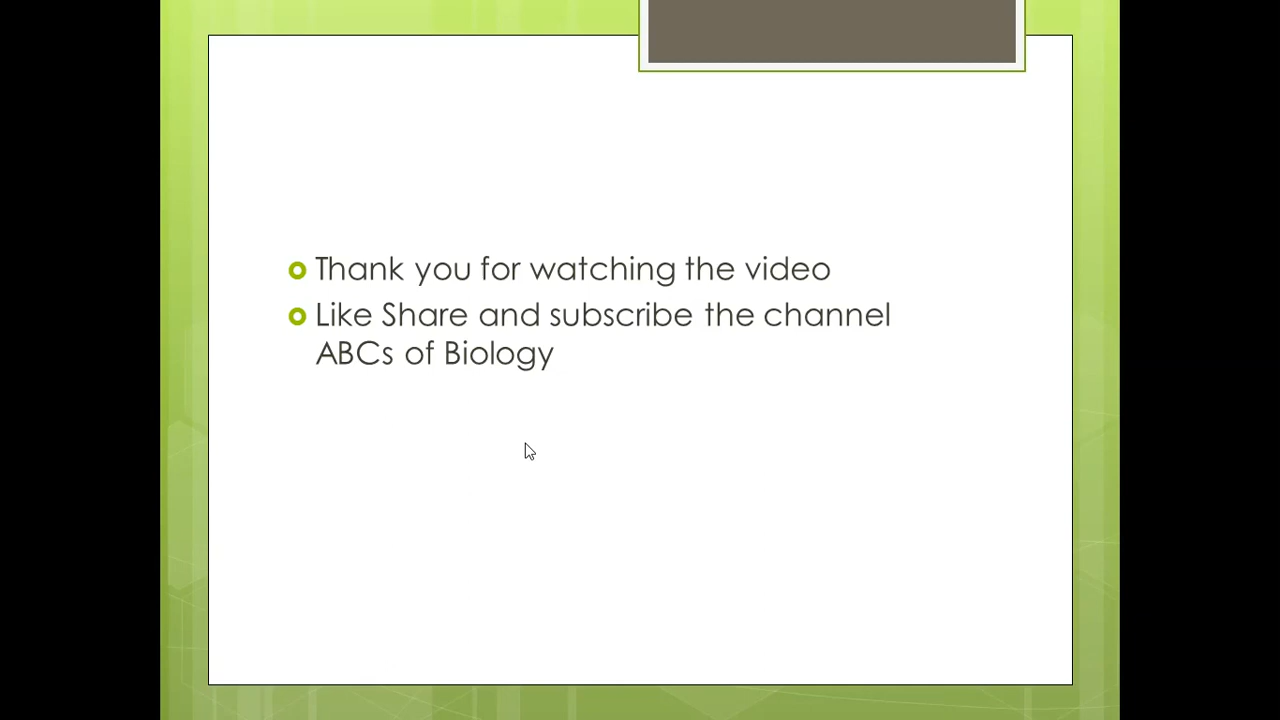 Thank you for watching the video
Like Share and subscribe the channel
ABCs of Biology